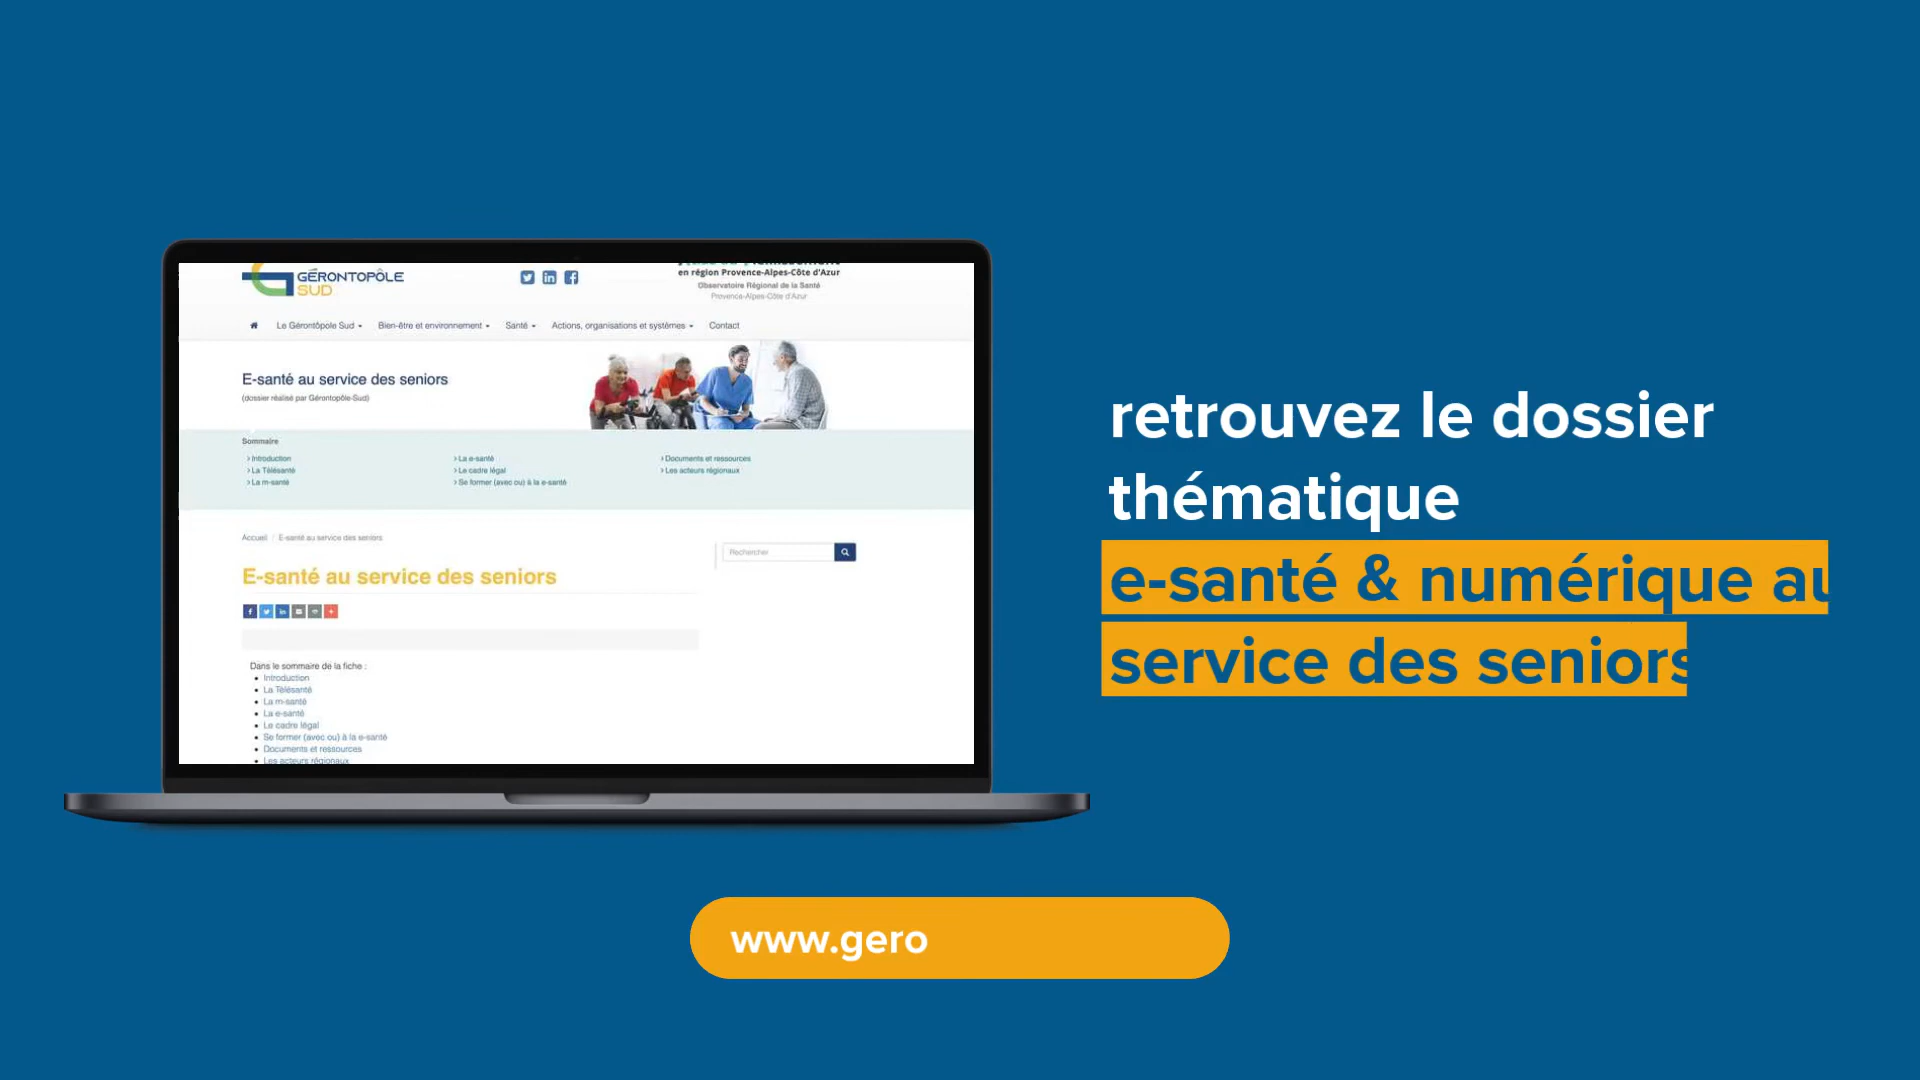 GÉRONTOPÔLE
SUD
en région Provence-Alpes-Côte d'Azur
Observatoire Régional de la Santé
Provence-Alpes-Côte d'Azur
Le Gérontôpole Sud
Bien-être et environnement
Santé
Actions, organisations et systèmes
Contact
E-santé au service des seniors
(dossier réalisé par Gérontopôle-Sud)
Sommaire
› Introduction
› La Télésanté
› La m-santé
› La e-santé
› Le cadre légal
› Se former (avec ou) à la e-santé
› Documents et ressources
› Les acteurs régionaux
Accueil / E-santé au service des seniors
Rechercher
E-santé au service des seniors
Dans le sommaire de la fiche :
Introduction
La Télésanté
La m-santé
La e-santé
Le cadre légal
Se former (avec ou) à la e-santé
Documents et ressources
Les acteurs régionaux
retrouvez le dossier
thématique
e-santé & numérique au
service des seniors
www.gero